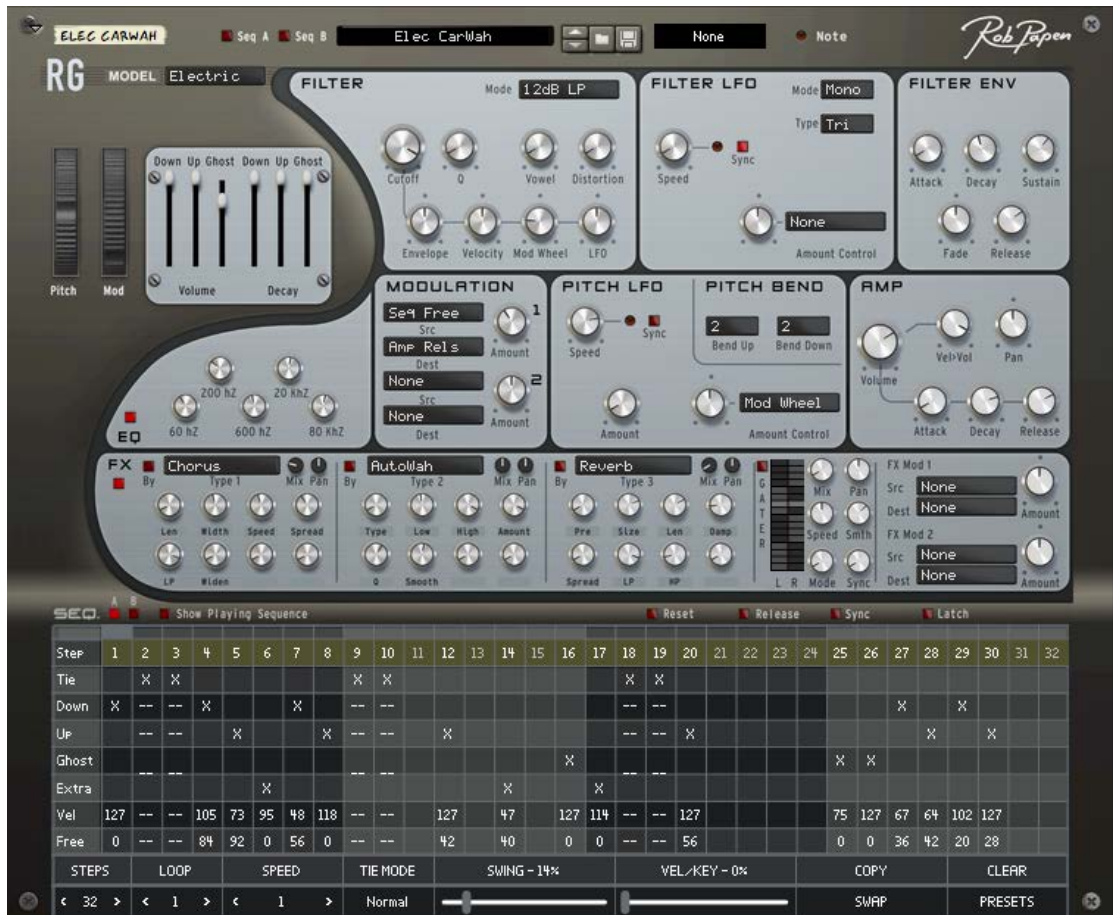 ELEC CARWAH
Seq A Seq B
Elec CarWah
None
Note
Rob Papen
RG
MODEL Electric
FILTER
Mode 12dB LP
Cutoff Q Vowel Distortion
Envelope Velocity Mod Wheel LFO
FILTER LFO
Mode Mono
Type Tri
Speed Sync
None
Amount Control
FILTER ENV
Attack Decay Sustain
Fade Release
Down Up Ghost Down Up Ghost
Volume Decay
Pitch Mod
MODULATION
Seq Free 1
Src
Amp Rels Amount
Dest
None 2
Src
None Amount
Dest
PITCH LFO
Speed Sync
Amount
PITCH BEND
2 2
Bend Up Bend Down
Mod Wheel
Amount Control
AMP
Volume Vel>Vol Pan
Attack Decay Release
200 hZ 20 KhZ
60 hZ 600 hZ 80 KhZ
EQ
FX
Chorus
By Type 1 Mix Pan
Len Width Speed Spread
LP Widen
AutoWah
By Type 2 Mix Pan
Type Low High Amount
Q Smooth
Reverb
By Type 3 Mix Pan
Pre Size Len Damp
Spread LP HP
GATER
L R
Mix Pan
Speed Smth
Mode Sync
FX Mod 1
Src None
Dest None Amount
FX Mod 2
Src None
Dest None Amount
SEQ. A B Show Playing Sequence Reset Release Sync Latch
Step 1 2 3 4 5 6 7 8 9 10 11 12 13 14 15 16 17 18 19 20 21 22 23 24 25 26 27 28 29 30 31 32
Tie X X X X X X
Down X -- -- X X -- -- -- -- X X
Up -- -- X X -- -- X -- -- X X X
Ghost -- -- -- -- X -- -- X X
Extra X X X
Vel 127 -- -- 105 73 95 48 118 -- -- 127 47 127 114 -- -- 127 75 127 67 64 102 127
Free 0 -- -- 84 92 0 56 0 -- -- 42 40 0 0 -- -- 56 0 0 36 42 20 28
STEPS LOOP SPEED TIE MODE SWING - 14% VEL/KEY - 0% COPY CLEAR
< 32 > < 1 > < 1 > Normal SWAP PRESETS